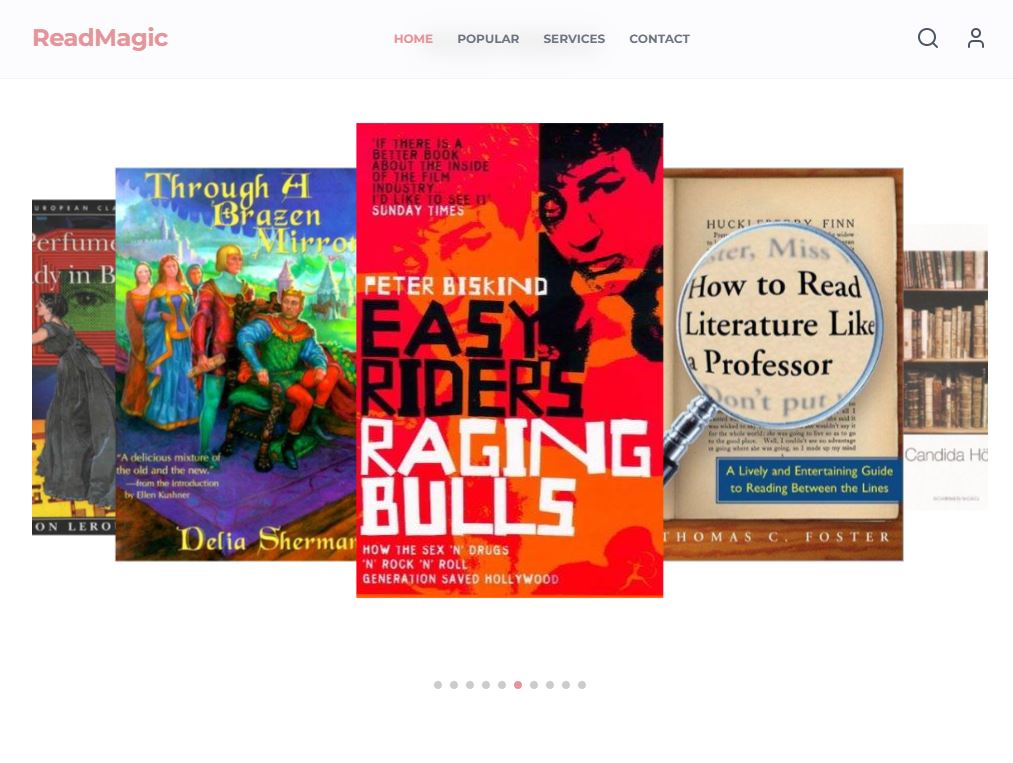 ReadMagic
HOME POPULAR SERVICES CONTACT
UROPEAN CLA
Perfume
dy in B
ON LEROU
Through A
Brazen
Mirro
"A delicious mixture of
the old and the new."
—from the Introduction
by Ellen Kushner
Delia Sherman
'IF THERE IS A
BETTER BOOK
ABOUT THE INSIDE
OF THE FILM
INDUSTRY...
I'D LIKE TO SEE IT'
SUNDAY TIMES
PETER BISKIND
EASY
RIDERS
RAGING
BULLS
HOW THE SEX 'N' DRUGS
'N' ROCK 'N' ROLL
GENERATION SAVED HOLLYWOOD
HUCKLEBERRY FINN
ster, Miss
How to Read
Literature Like
a Professor
Don't put
A Lively and Entertaining Guide
to Reading Between the Lines
THOMAS C. FOSTER
Candida Hö